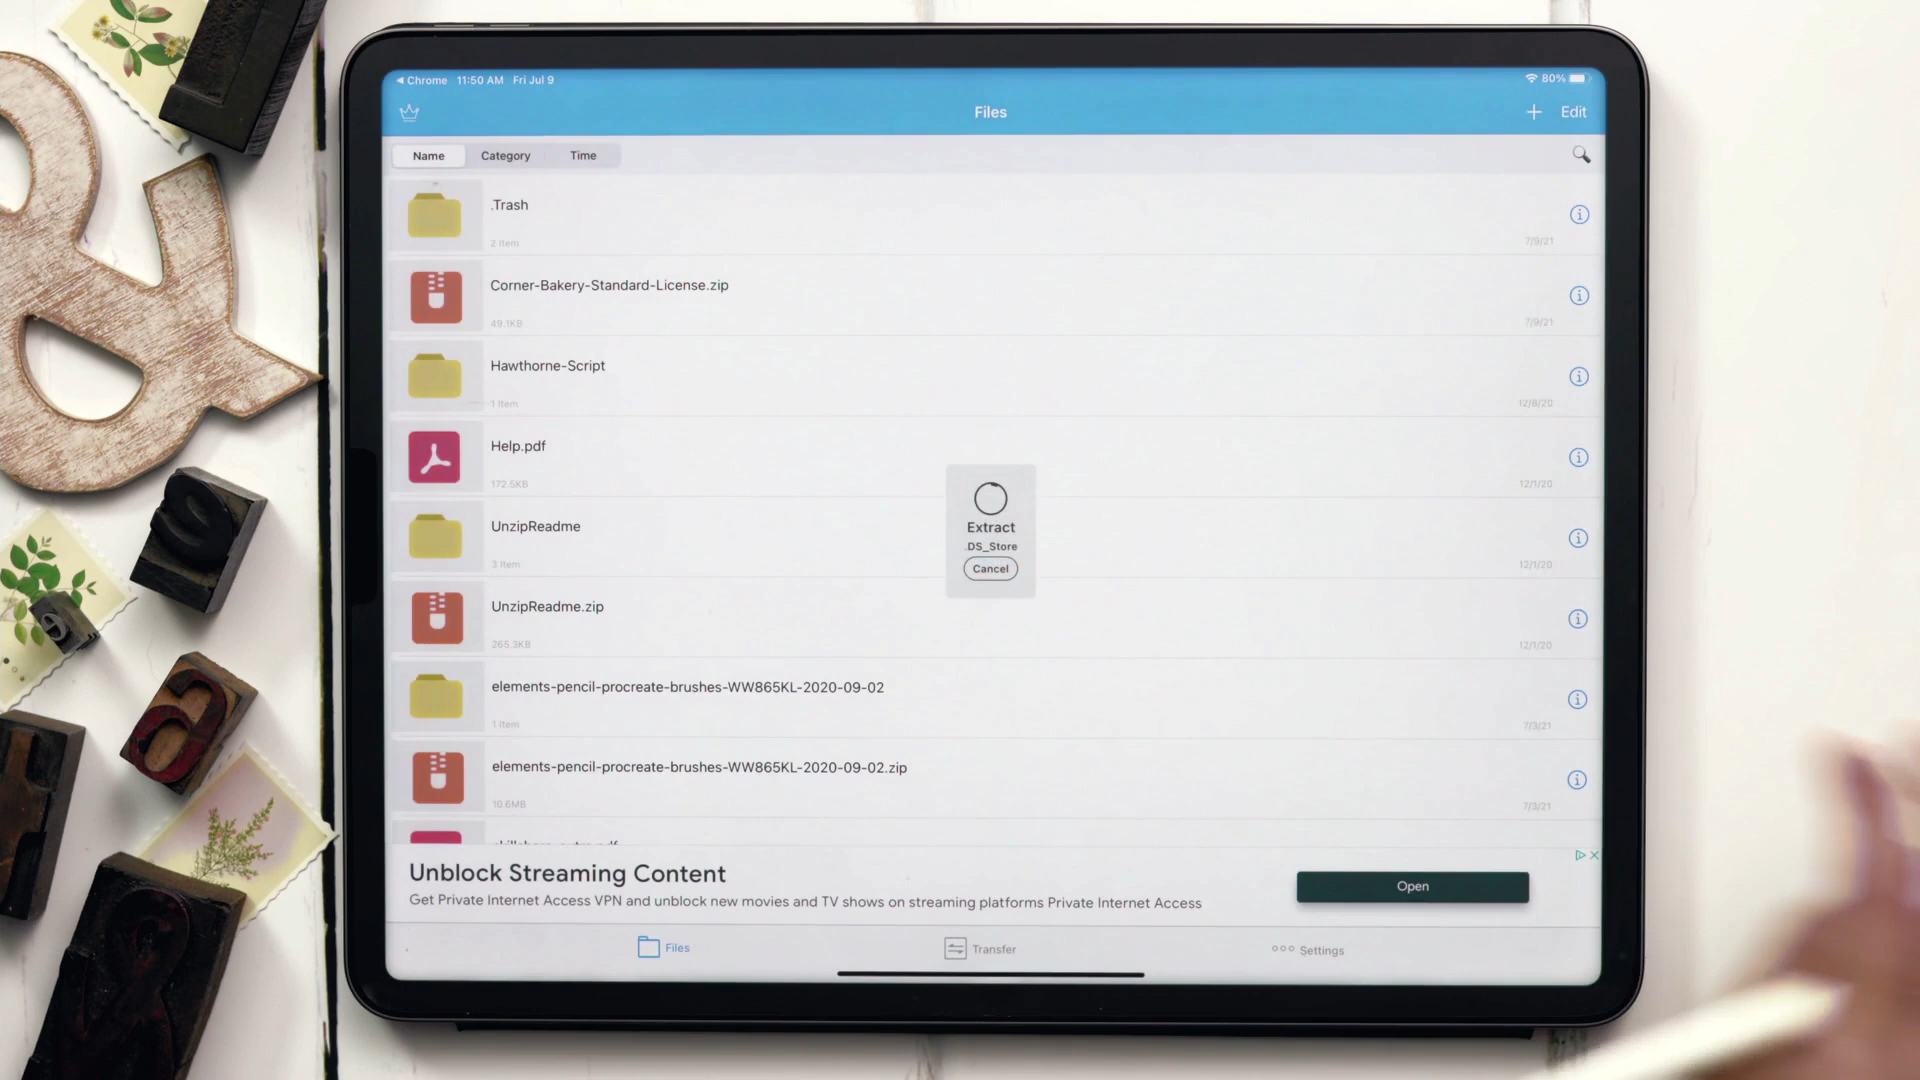 Chrome 11:50 AM Fri Jul 9
80%
Files
Edit
Name Category Time
.Trash
2 Item
7/9/21
Corner-Bakery-Standard-License.zip
49.1KB
7/9/21
Hawthorne-Script
1 Item
12/8/20
Help.pdf
172.5KB
12/1/20
Extract
.DS_Store
Cancel
UnzipReadme
3 Item
12/1/20
UnzipReadme.zip
265.3KB
12/1/20
elements-pencil-procreate-brushes-WW865KL-2020-09-02
1 Item
7/3/21
elements-pencil-procreate-brushes-WW865KL-2020-09-02.zip
10.6MB
7/3/21
Unblock Streaming Content
Get Private Internet Access VPN and unblock new movies and TV shows on streaming platforms Private Internet Access
Open
Files
Transfer
Settings
&
e
a